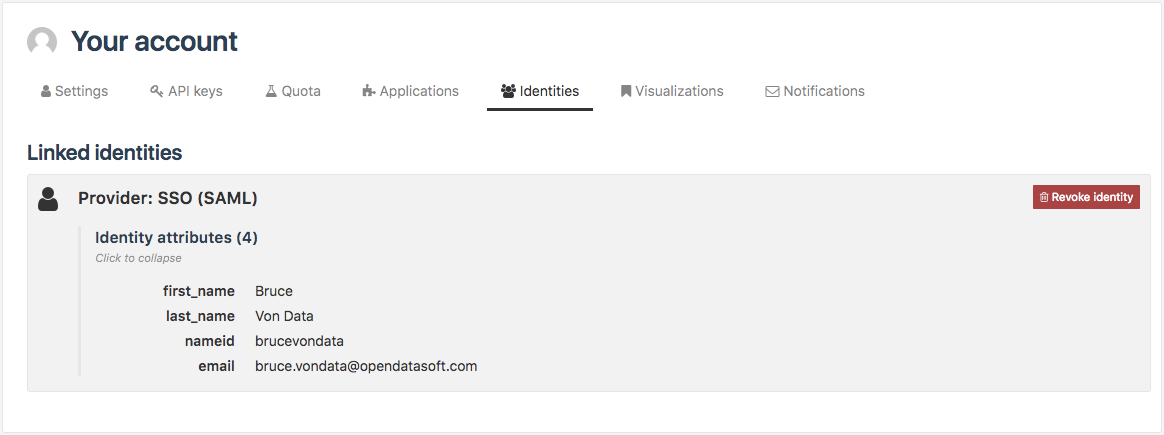 Your account
Settings API keys Quota Applications Identities Visualizations Notifications
Linked identities
Provider: SSO (SAML) Revoke identity
Identity attributes (4)
Click to collapse
first_name Bruce
last_name Von Data
nameid brucevondata
email bruce.vondata@opendatasoft.com